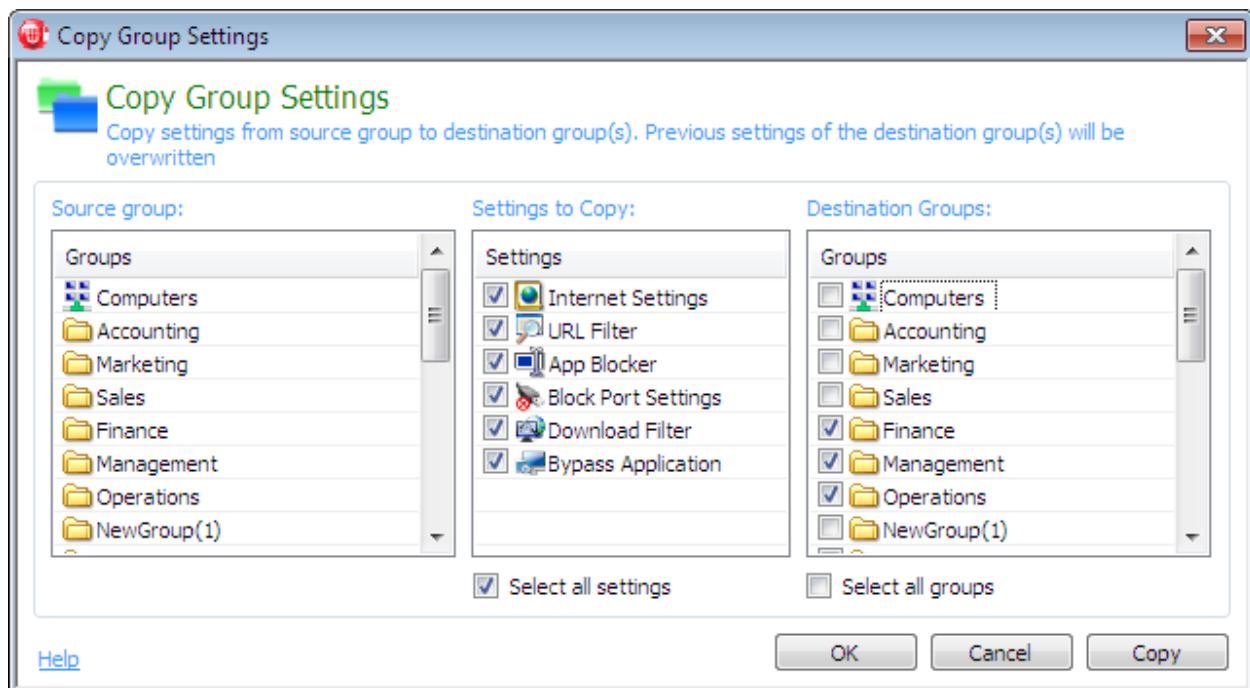 Copy Group Settings
Copy Group Settings
Copy settings from source group to destination group(s). Previous settings of the destination group(s) will be
overwritten
Source group:
Groups
Computers
Accounting
Marketing
Sales
Finance
Management
Operations
NewGroup(1)
Settings to Copy:
Settings
Internet Settings
URL Filter
App Blocker
Block Port Settings
Download Filter
Bypass Application
Select all settings
Destination Groups:
Groups
Computers
Accounting
Marketing
Sales
Finance
Management
Operations
NewGroup(1)
Select all groups
Help
OK
Cancel
Copy